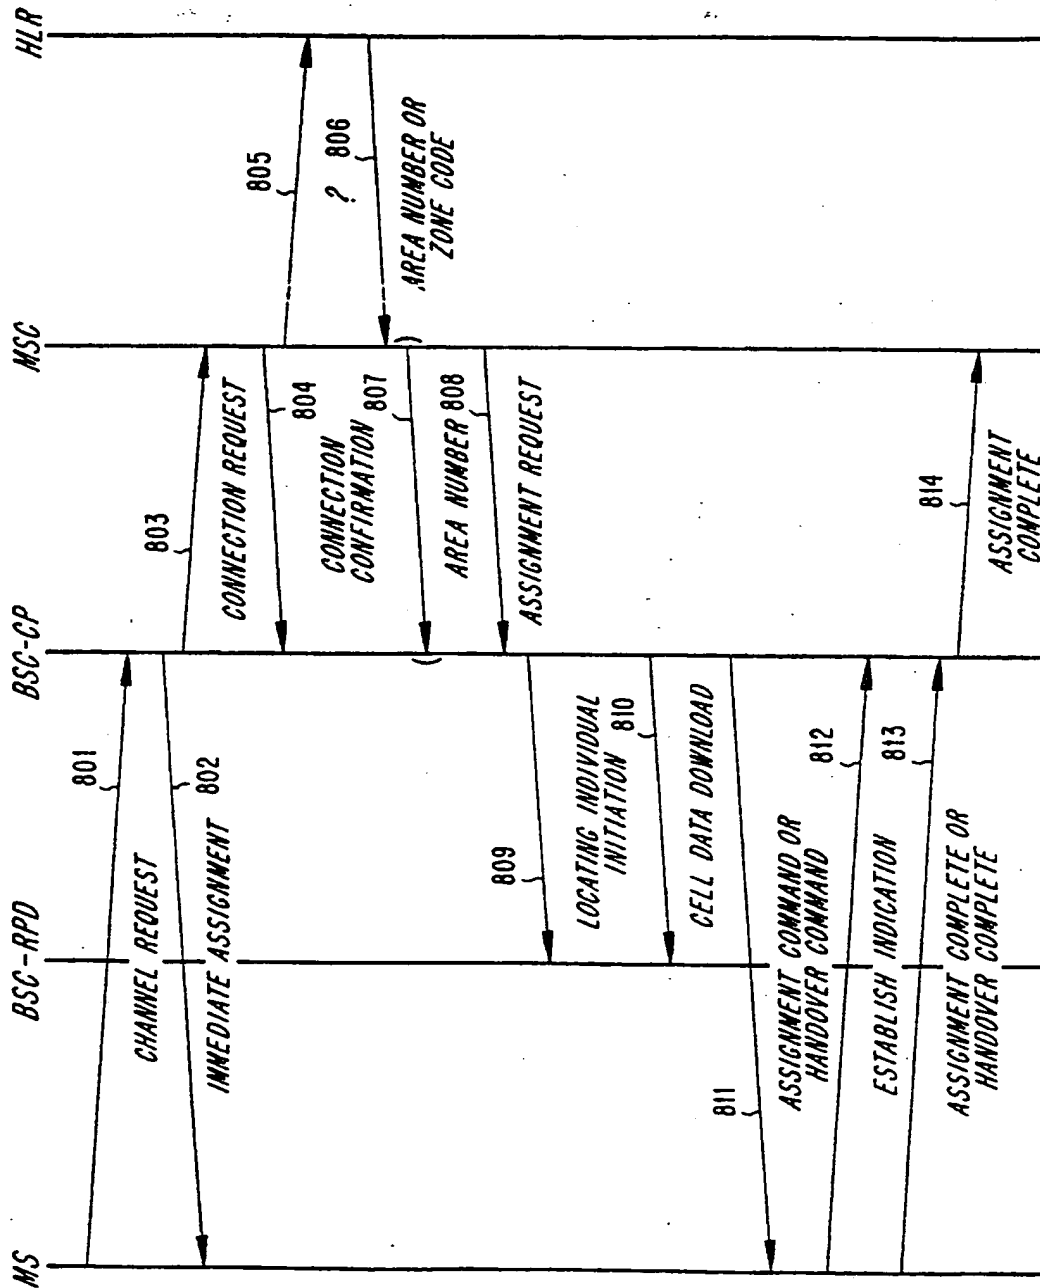 MS
BSC-RPD
BSC-CP
MSC
HLR
801
CHANNEL REQUEST
802
IMMEDIATE ASSIGNMENT
803
CONNECTION REQUEST
804
CONNECTION
CONFIRMATION
805
?
806
AREA NUMBER OR
ZONE CODE
807
AREA NUMBER
808
ASSIGNMENT REQUEST
809
LOCATING INDIVIDUAL
INITIATION
810
CELL DATA DOWNLOAD
811
ASSIGNMENT COMMAND OR
HANDOVER COMMAND
812
ESTABLISH INDICATION
813
ASSIGNMENT COMPLETE OR
HANDOVER COMPLETE
814
ASSIGNMENT
COMPLETE